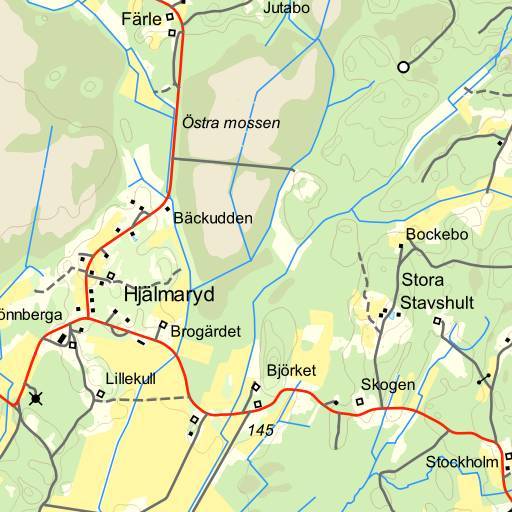 Jutabo
Färle
Östra mossen
Bäckudden
Bockebo
Stora
Stavshult
Hjälmaryd
önnberga
Brogärdet
Björket
Lillekull
Skogen
145
Stockholm